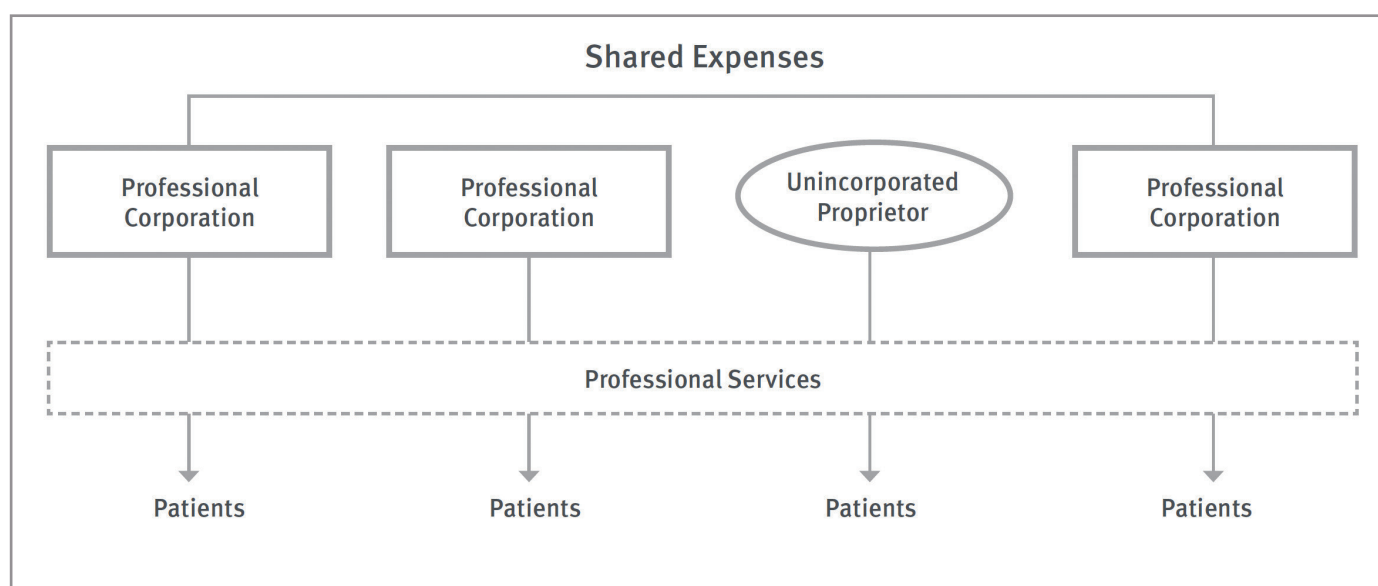 Shared Expenses
Professional
Corporation
Professional
Corporation
Unincorporated
Proprietor
Professional
Corporation
Professional Services
Patients
Patients
Patients
Patients